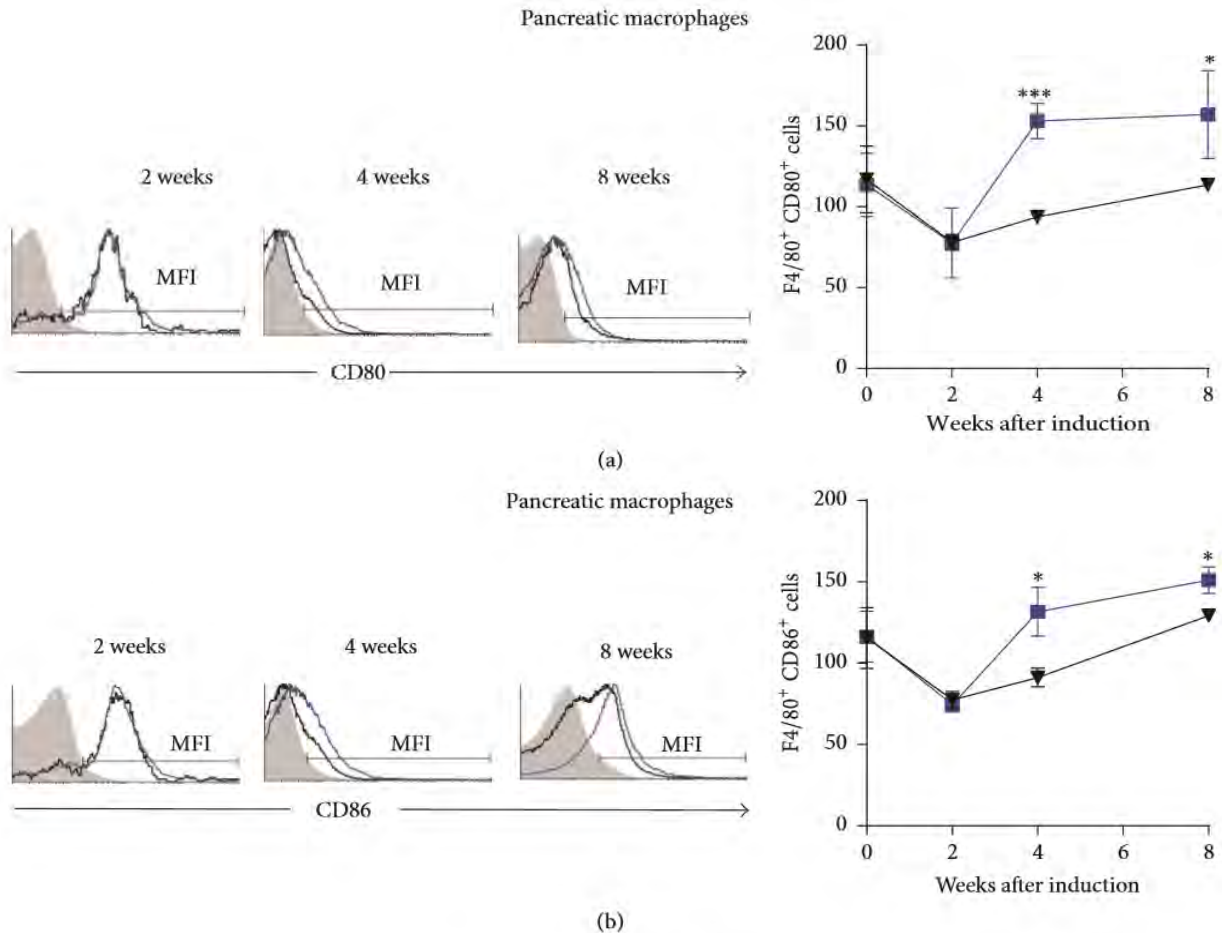 Pancreatic macrophages
2 weeks
4 weeks
8 weeks
MFI
MFI
MFI
CD80
200
150
100
50
0
F4/80⁺ CD80⁺ cells
***
*
0
2
4
6
8
Weeks after induction
(a)
Pancreatic macrophages
2 weeks
4 weeks
8 weeks
MFI
MFI
MFI
CD86
200
150
100
50
0
F4/80⁺ CD86⁺ cells
*
*
0
2
4
6
8
Weeks after induction
(b)